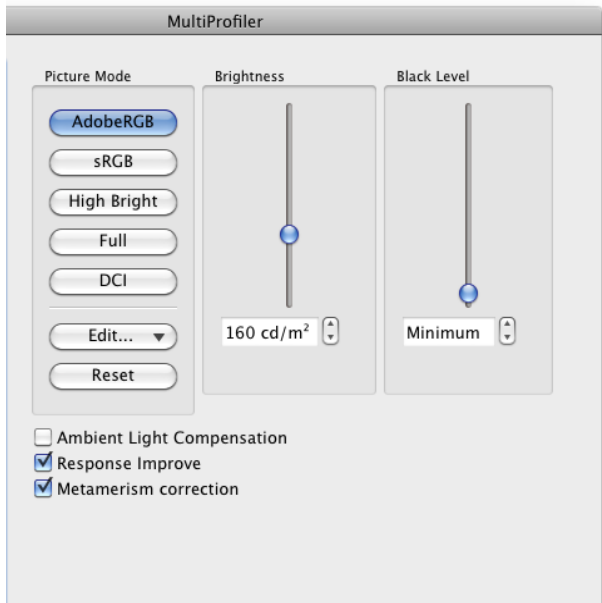 MultiProfiler
Picture Mode
AdobeRGB
sRGB
High Bright
Full
DCI
Edit...
Reset
Brightness
160 cd/m²
Black Level
Minimum
Ambient Light Compensation
Response Improve
Metamerism correction